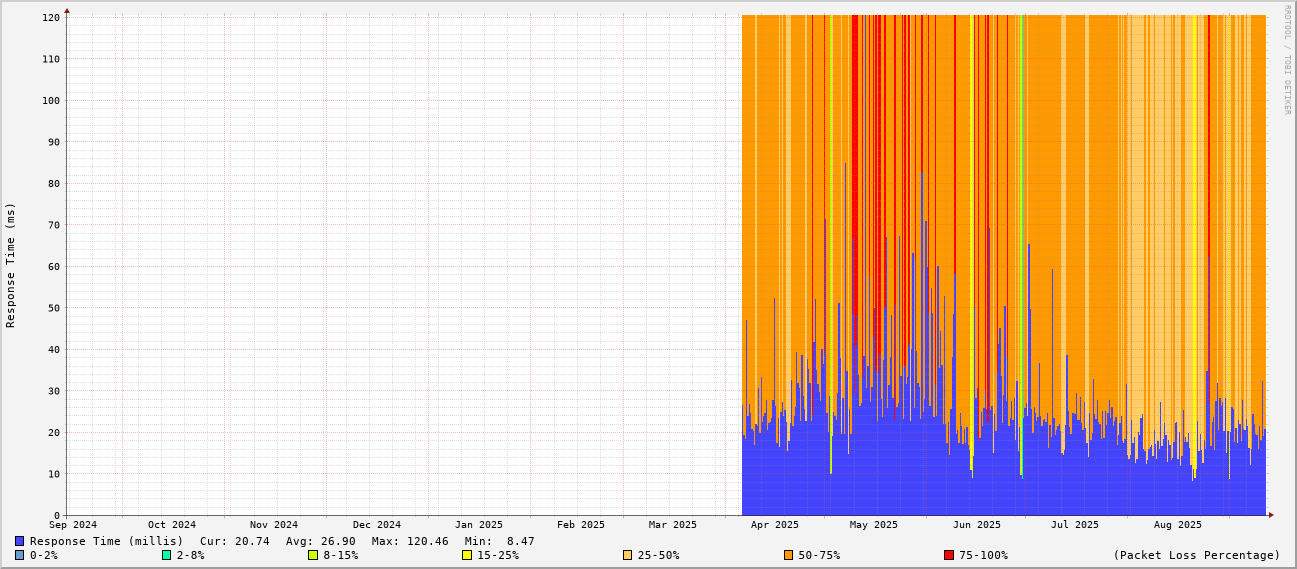 RRDTOOL / TOBI OETIKER
Response Time (ms)
120
110
100
90
80
70
60
50
40
30
20
10
0
Sep 2024 Oct 2024 Nov 2024 Dec 2024 Jan 2025 Feb 2025 Mar 2025 Apr 2025 May 2025 Jun 2025 Jul 2025 Aug 2025
Response Time (millis) Cur: 20.74 Avg: 26.90 Max: 120.46 Min: 8.47
0-2% 2-8% 8-15% 15-25% 25-50% 50-75% 75-100% (Packet Loss Percentage)